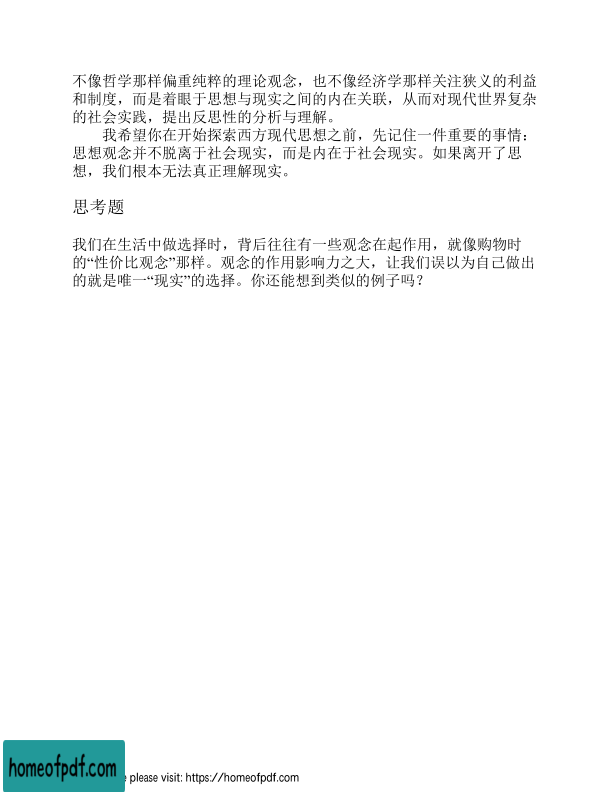 不像哲学那样偏重纯粹的理论观念，也不像经济学那样关注狭义的利益
和制度，而是着眼于思想与现实之间的内在关联，从而对现代世界复杂
的社会实践，提出反思性的分析与理解。
我希望你在开始探索西方现代思想之前，先记住一件重要的事情：
思想观念并不脱离于社会现实，而是内在于社会现实。如果离开了思
想，我们根本无法真正理解现实。
思考题
我们在生活中做选择时，背后往往有一些观念在起作用，就像购物时
的“性价比观念”那样。观念的作用影响力之大，让我们误以为自己做出
的就是唯一“现实”的选择。你还能想到类似的例子吗？
homeofpdf.com
e please visit: https://homeofpdf.com